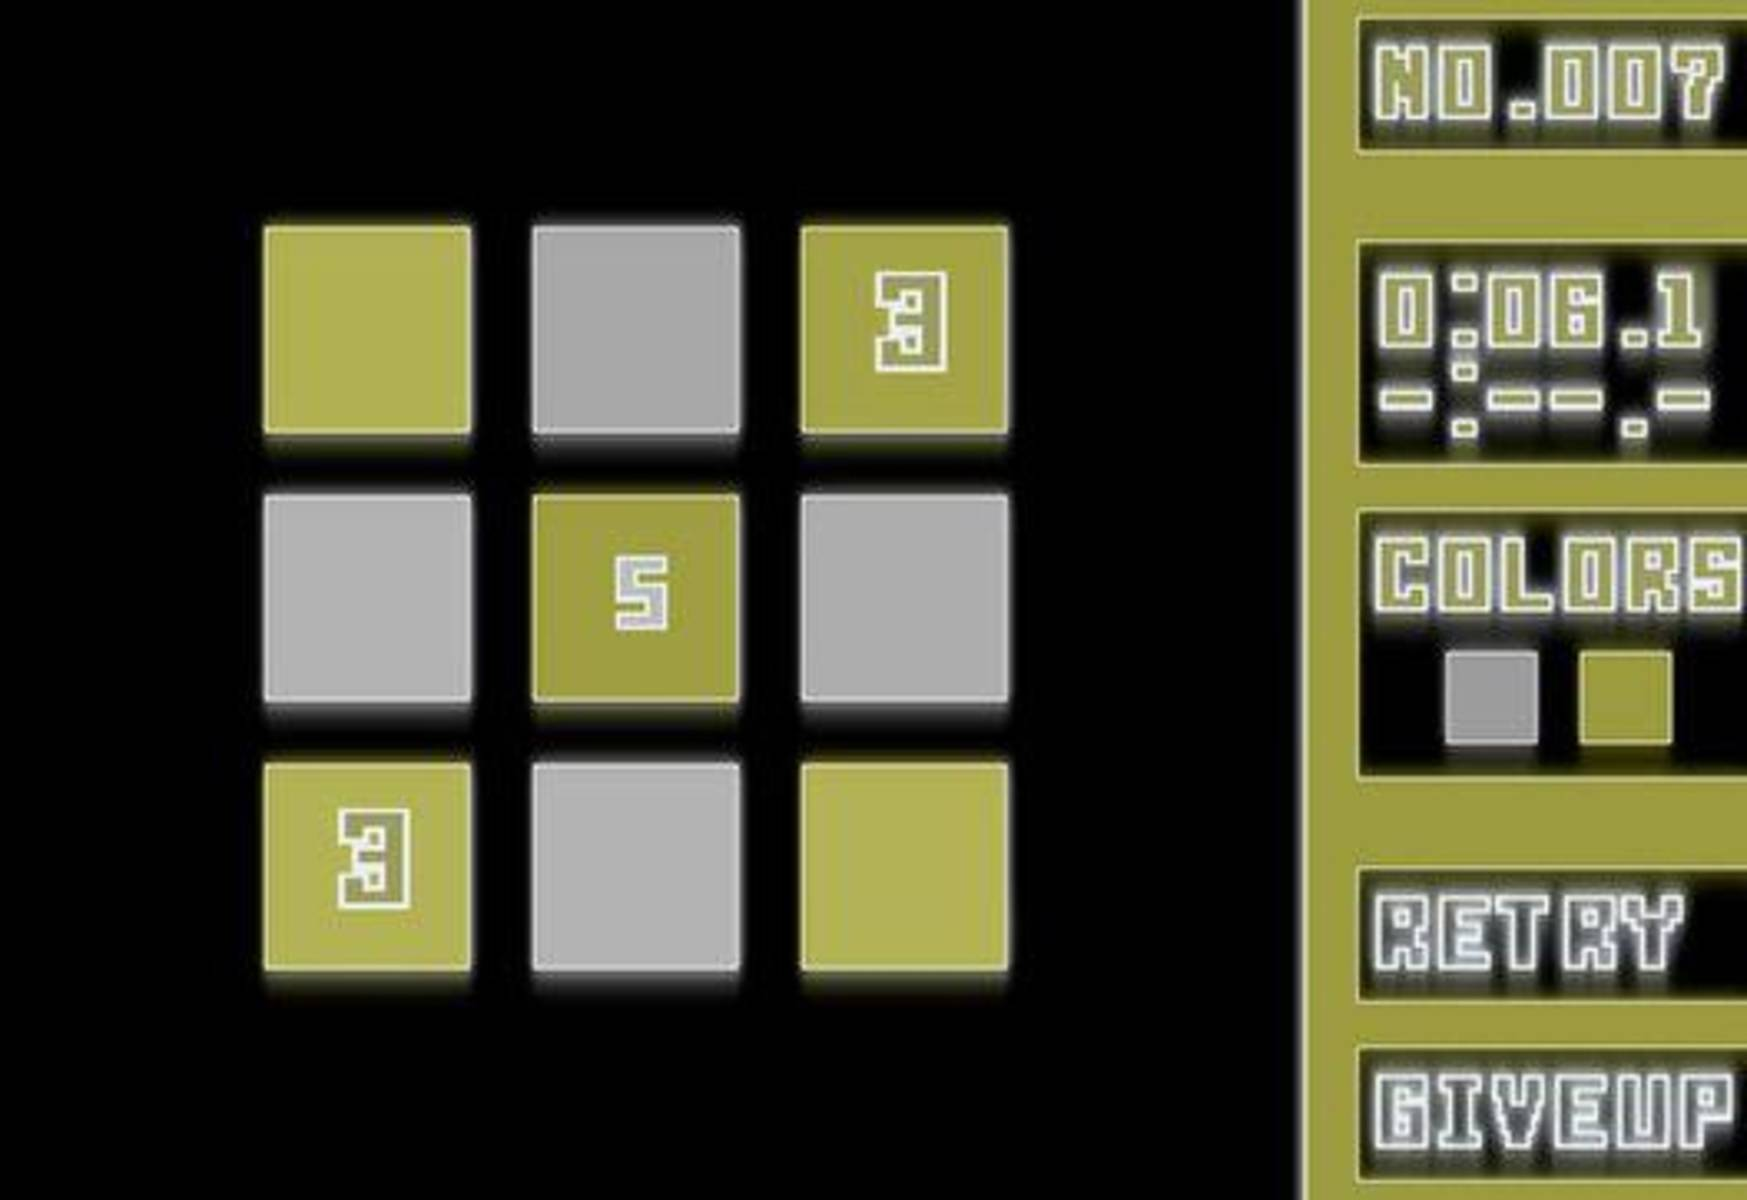 3
5
3
NO.007
0:06.1
-:--.-
COLORS
RETRY
GIVEUP